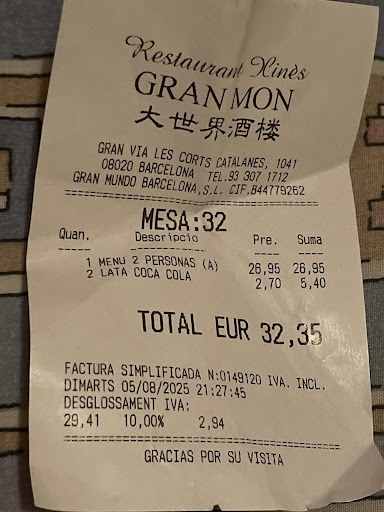 Restaurant Xinès
GRAN MON
大世界酒楼
GRAN VIA LES CORTS CATALANES, 1041
08020 BARCELONA TEL.93 307 1712
GRAN MUNDO BARCELONA,S.L. CIF.B44779262
MESA:32
Quan. Descripcio Pre. Suma
1 MENU 2 PERSONAS (A) 26,95 26,95
2 LATA COCA COLA 2,70 5,40
TOTAL EUR 32,35
FACTURA SIMPLIFICADA N:0149120 IVA. INCL.
DIMARTS 05/08/2025 21:27:45
DESGLOSSAMENT IVA:
29,41 10,00% 2,94
GRACIAS POR SU VISITA